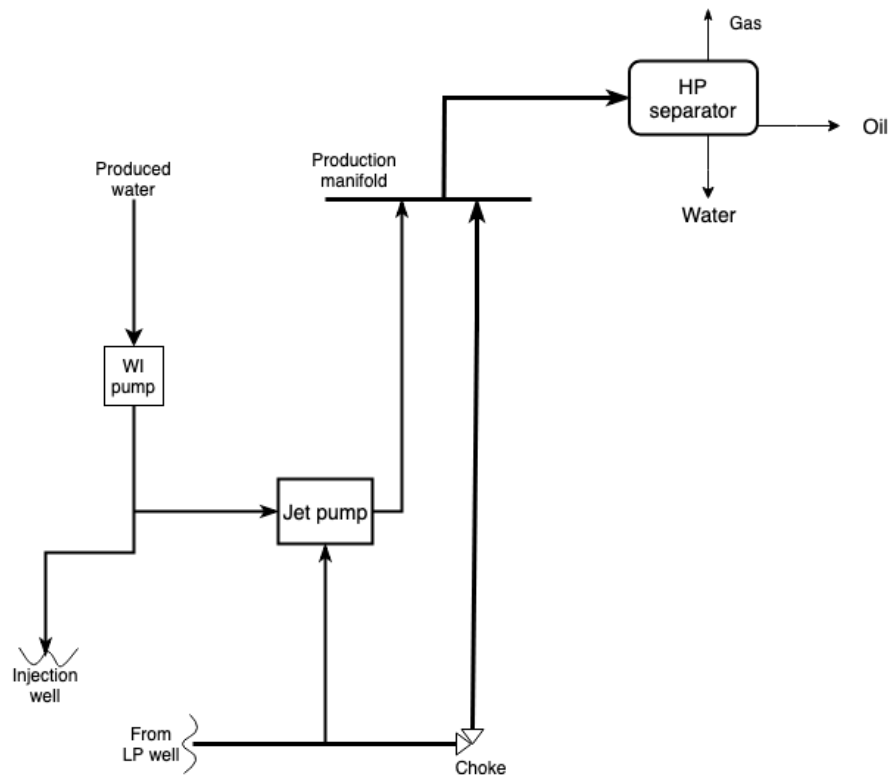 Gas
HP
separator
Oil
Production
manifold
Produced
water
Water
WI
pump
Jet pump
Injection
well
From
LP well
Choke